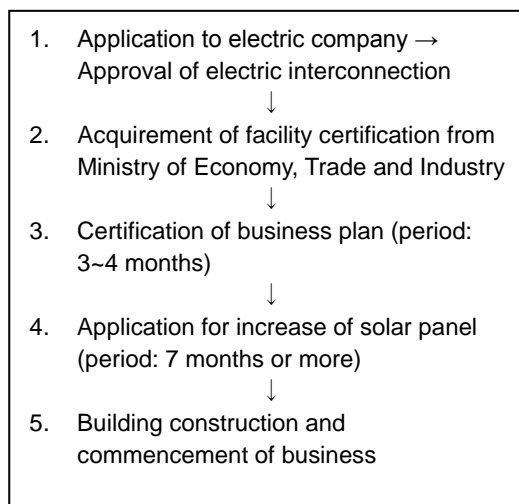 1. Application to electric company →
Approval of electric interconnection
↓
2. Acquirement of facility certification from
Ministry of Economy, Trade and Industry
↓
3. Certification of business plan (period:
3~4 months)
↓
4. Application for increase of solar panel
(period: 7 months or more)
↓
5. Building construction and
commencement of business